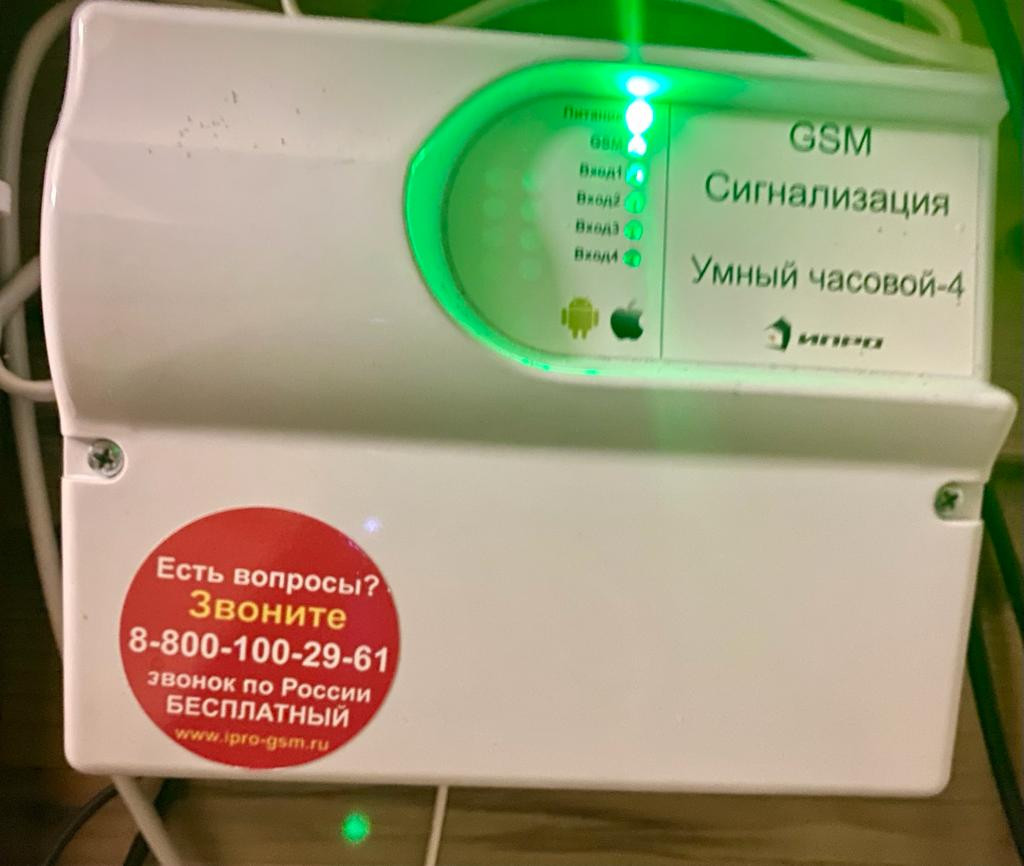 Питание
GSM
Вход1
Вход2
Вход3
Вход4
GSM
Сигнализация
Умный часовой-4
ИПРО
Есть вопросы?
Звоните
8-800-100-29-61
звонок по России
БЕСПЛАТНЫЙ
www.ipro-gsm.ru